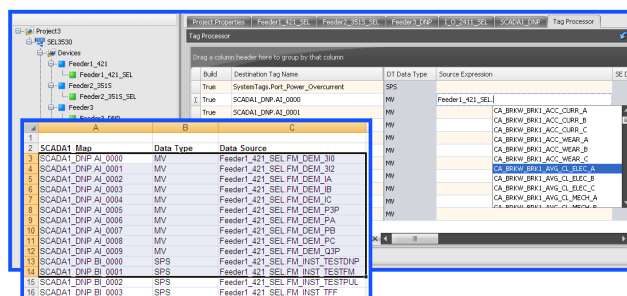 Project Properties Feeder1_421_SEL Feeder2_351S_SEL Feeder3_DNP I_O_2411_SEL SCADA1_DNP Tag Processor
Tag Processor
Drag a column header here to group by that column
Build Destination Tag Name DT Data Type Source Expression SE D
True SystemTags.Port_Power_Overcurrent SPS
True SCADA1_DNP.AI_0000 MV Feeder1_421_SEL.
True SCADA1_DNP.AI_0001 MV
MV
MV
MV
MV
MV
MV
CA_BRKW_BRK1_ACC_CURR_A
CA_BRKW_BRK1_ACC_CURR_B
CA_BRKW_BRK1_ACC_CURR_C
CA_BRKW_BRK1_ACC_WEAR_A
CA_BRKW_BRK1_ACC_WEAR_B
CA_BRKW_BRK1_ACC_WEAR_C
CA_BRKW_BRK1_AVG_CL_ELEC_A
CA_BRKW_BRK1_AVG_CL_ELEC_B
CA_BRKW_BRK1_AVG_CL_ELEC_C
CA_BRKW_BRK1_AVG_CL_MECH_A
CA_BRKW_BRK1_AVG_CL_MECH_B
Project3
SEL3530
Devices
Feeder1_421
Feeder1_421_SEL
Feeder2_351S
Feeder2_351S_SEL
Feeder3
Feeder3_DNP
A B C
1
2 SCADA1_Map Data Type Data Source
3 SCADA1_DNP.AI_0000 MV Feeder1_421_SEL.FM_DEM_3I0
4 SCADA1_DNP.AI_0001 MV Feeder1_421_SEL.FM_DEM_3I2
5 SCADA1_DNP.AI_0002 MV Feeder1_421_SEL.FM_DEM_IA
6 SCADA1_DNP.AI_0003 MV Feeder1_421_SEL.FM_DEM_IB
7 SCADA1_DNP.AI_0004 MV Feeder1_421_SEL.FM_DEM_IC
8 SCADA1_DNP.AI_0005 MV Feeder1_421_SEL.FM_DEM_P3P
9 SCADA1_DNP.AI_0006 MV Feeder1_421_SEL.FM_DEM_PA
10 SCADA1_DNP.AI_0007 MV Feeder1_421_SEL.FM_DEM_PB
11 SCADA1_DNP.AI_0008 MV Feeder1_421_SEL.FM_DEM_PC
12 SCADA1_DNP.AI_0009 MV Feeder1_421_SEL.FM_DEM_Q3P
13 SCADA1_DNP.BI_0000 SPS Feeder1_421_SEL.FM_INST_TESTDNP
14 SCADA1_DNP.BI_0001 SPS Feeder1_421_SEL.FM_INST_TESTFM
15 SCADA1_DNP.BI_0002 SPS Feeder1_421_SEL.FM_INST_TESTPUL
16 SCADA1_DNP.BI_0003 SPS Feeder1_421_SEL.FM_INST_TFF